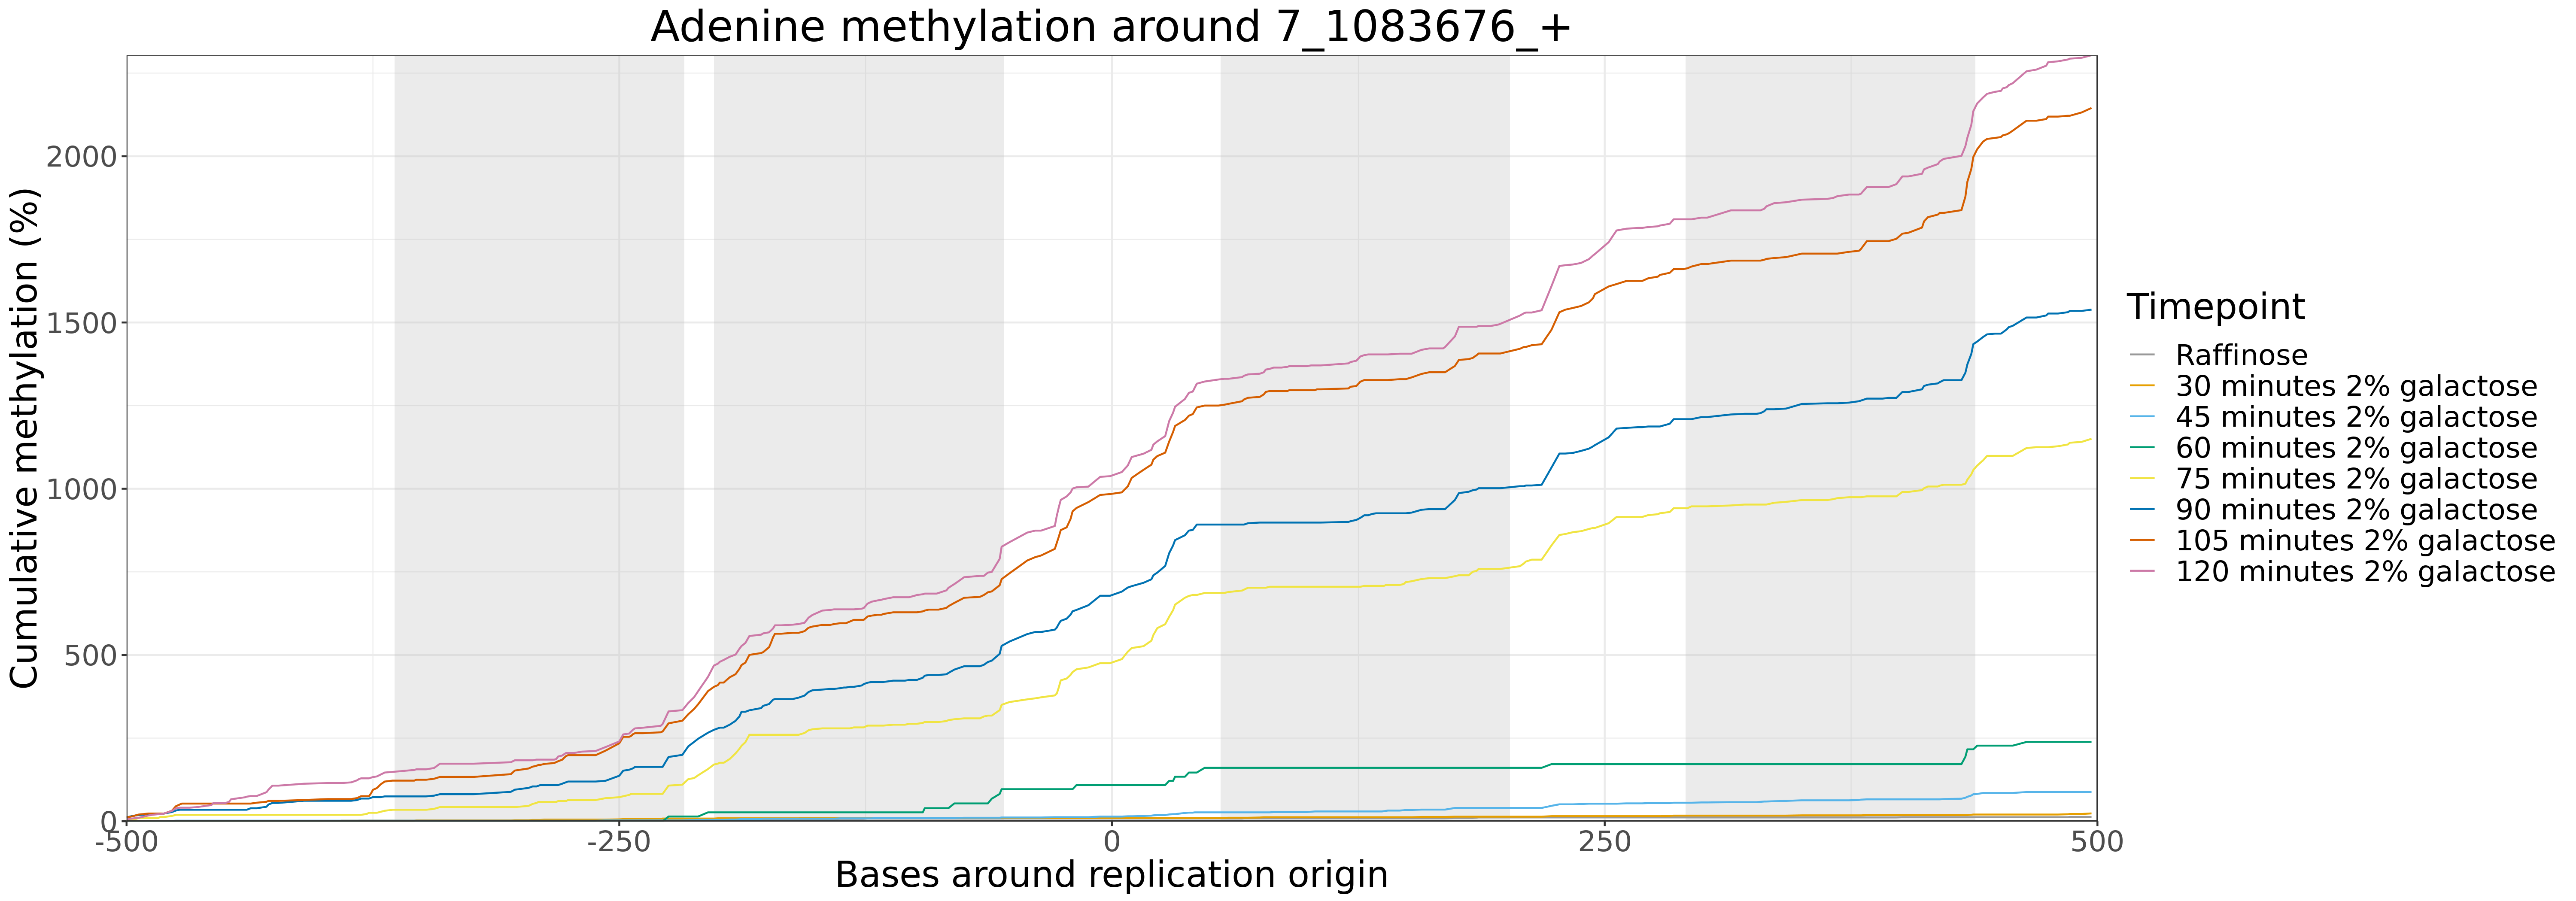 Adenine methylation around 7_1083676_+
Cumulative methylation (%)
2000
1500
1000
500
0
-500
-250
0
250
500
Bases around replication origin
Timepoint
Raffinose
30 minutes 2% galactose
45 minutes 2% galactose
60 minutes 2% galactose
75 minutes 2% galactose
90 minutes 2% galactose
105 minutes 2% galactose
120 minutes 2% galactose